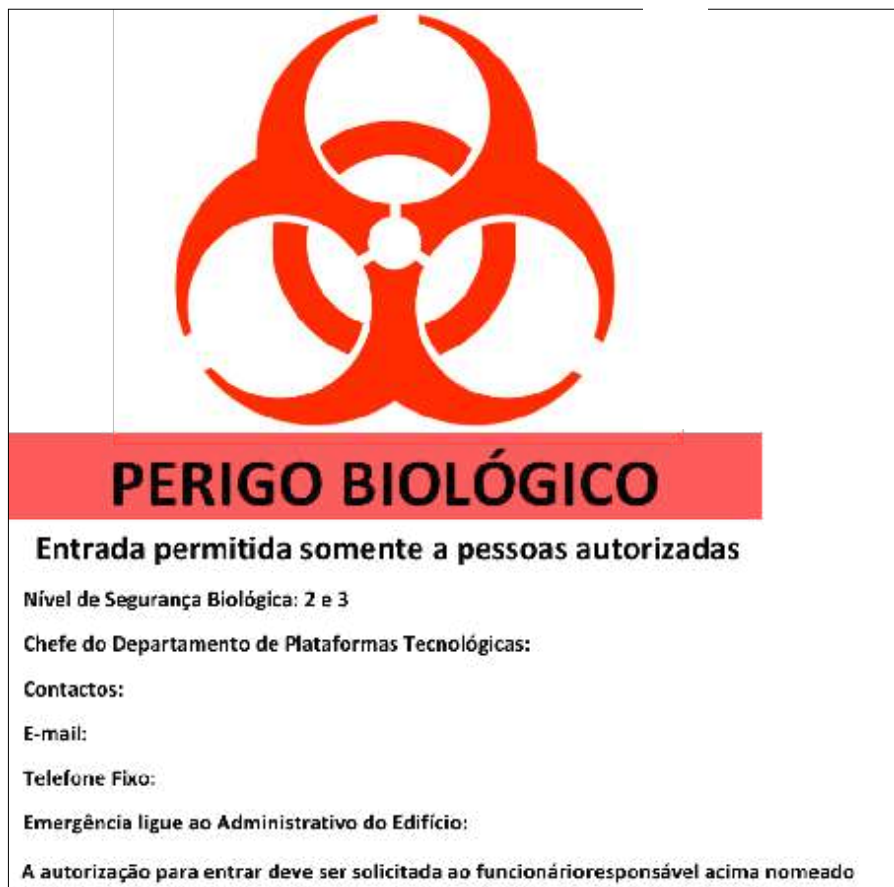 PERIGO BIOLÓGICO
Entrada permitida somente a pessoas autorizadas
Nível de Segurança Biológica: 2 e 3
Chefe do Departamento de Plataformas Tecnológicas:
Contactos:
E-mail:
Telefone Fixo:
Emergência ligue ao Administrativo do Edifício:
A autorização para entrar deve ser solicitada ao funcionárioresponsável acima nomeado